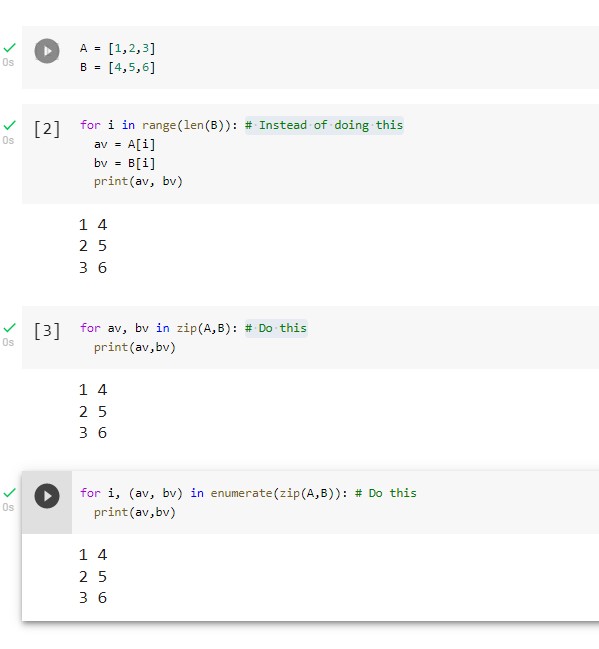 A = [1,2,3]
0s
B = [4,5,6]
[2]
for i in range(len(B)): # Instead of doing this
0s
av = A[i]
bv = B[i]
print(av, bv)
1 4
2 5
3 6
[3]
for av, bv in zip(A,B): # Do this
0s
print(av,bv)
1 4
2 5
3 6
for i, (av, bv) in enumerate(zip(A,B)): # Do this
0s
print(av,bv)
1 4
2 5
3 6